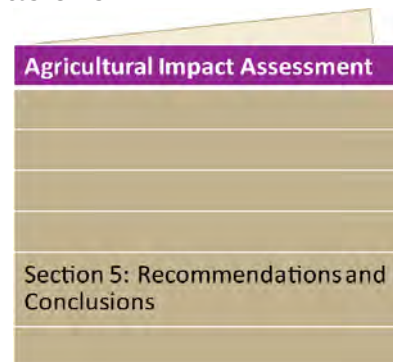 Agricultural Impact Assessment
Section 5: Recommendations and
Conclusions